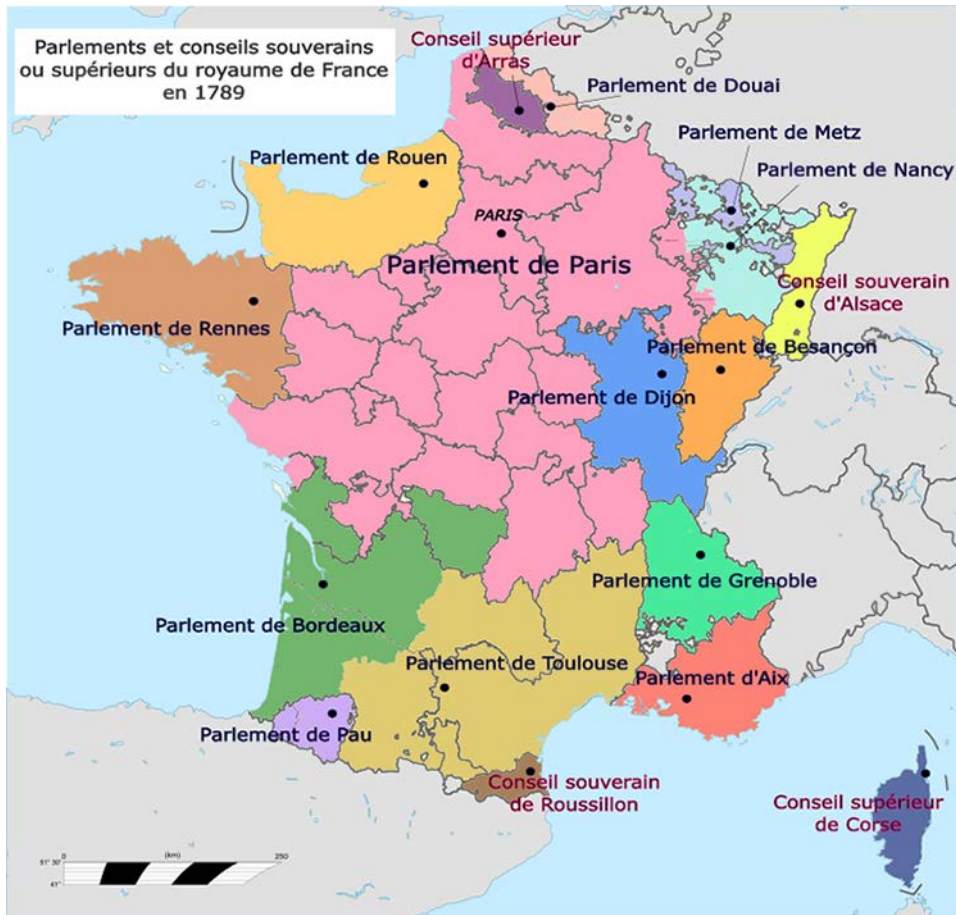 Parlements et conseils souverains
ou supérieurs du royaume de France
en 1789
Conseil supérieur
d'Arras
Parlement de Douai
Parlement de Metz
Parlement de Nancy
Parlement de Rouen
PARIS
Parlement de Paris
Conseil souverain
d'Alsace
Parlement de Rennes
Parlement de Besançon
Parlement de Dijon
Parlement de Grenoble
Parlement de Bordeaux
Parlement de Toulouse
Parlement d'Aix
Parlement de Pau
Conseil souverain
de Roussillon
Conseil supérieur
de Corse
0 (km) 250
51° 30'
41°